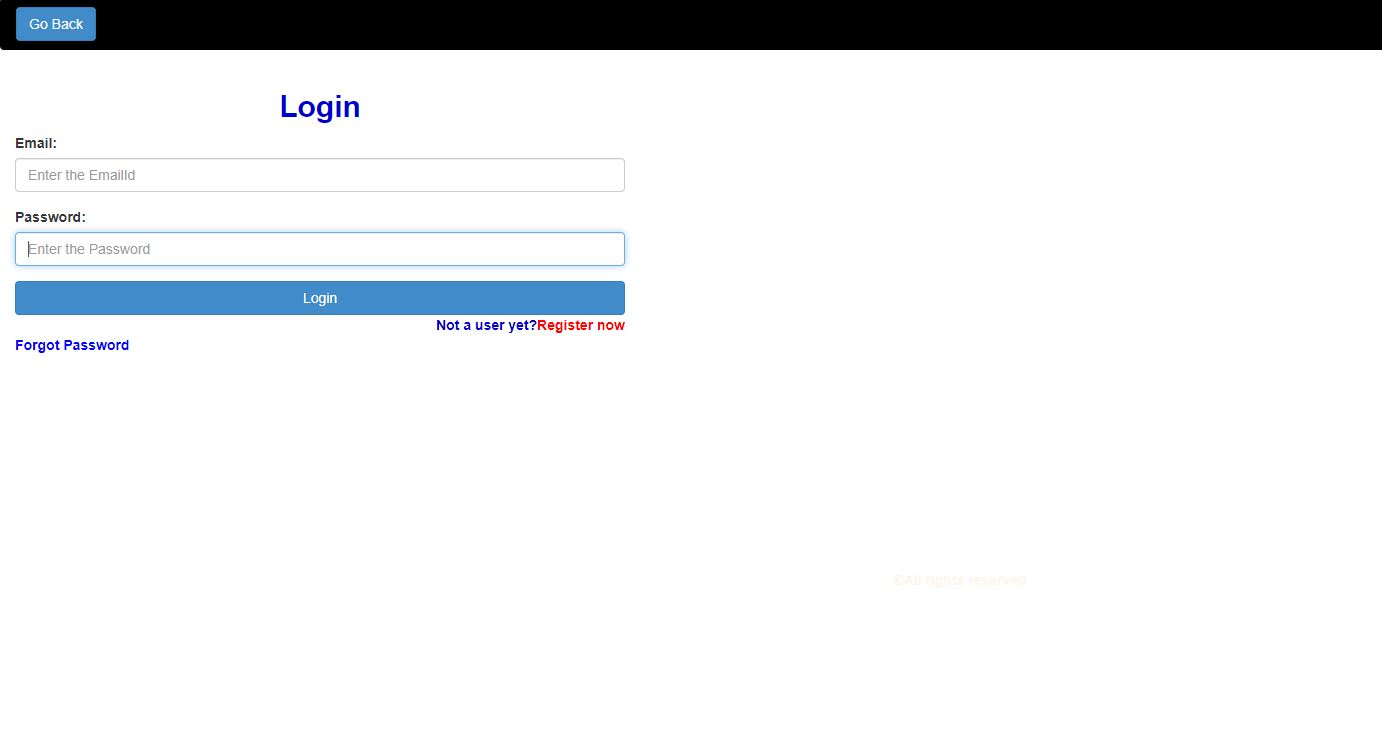 Go Back
Login
Email:
Enter the EmailId
Password:
Enter the Password
Login
Not a user yet?Register now
Forgot Password
©All rights reserved